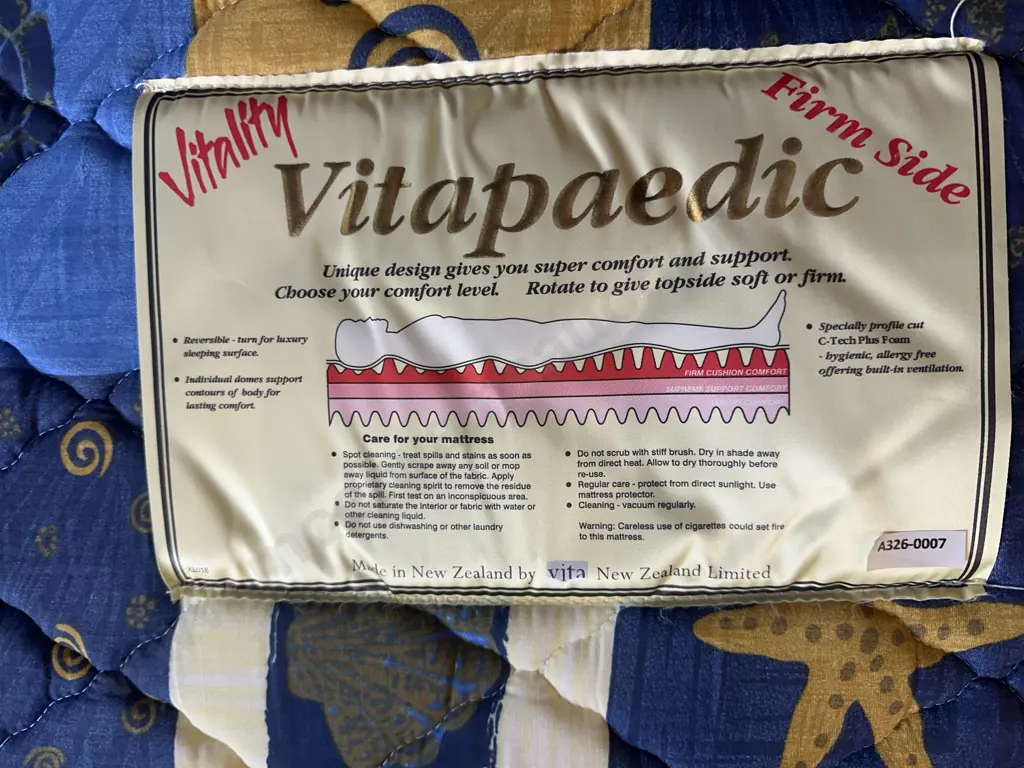 Vitality
Firm Side
Vitapaedic
Unique design gives you super comfort and support.
Choose your comfort level. Rotate to give topside soft or firm.
• Reversible - turn for luxury
sleeping surface.
• Individual domes support
contours of body for
lasting comfort.
• Specially profile cut
C-Tech Plus Foam
- hygienic, allergy free
offering built-in ventilation.
FIRM CUSHION COMFORT
SUPREME SUPPORT COMFORT
COMFORT
Care for your mattress
• Spot cleaning - treat spills and stains as soon as
possible. Gently scrape away any soil or mop
away liquid from surface of the fabric. Apply
proprietary cleaning spirit to remove the residue
of the spill. First test on an inconspicuous area.
• Do not saturate the interior or fabric with water or
other cleaning liquid.
• Do not use dishwashing or other laundry
detergents.
• Do not scrub with stiff brush. Dry in shade away
from direct heat. Allow to dry thoroughly before
re-use.
• Regular care - protect from direct sunlight. Use
mattress protector.
• Cleaning - vacuum regularly.
Warning: Careless use of cigarettes could set fire
to this mattress.
A326-0007
Made in New Zealand by vita New Zealand Limited